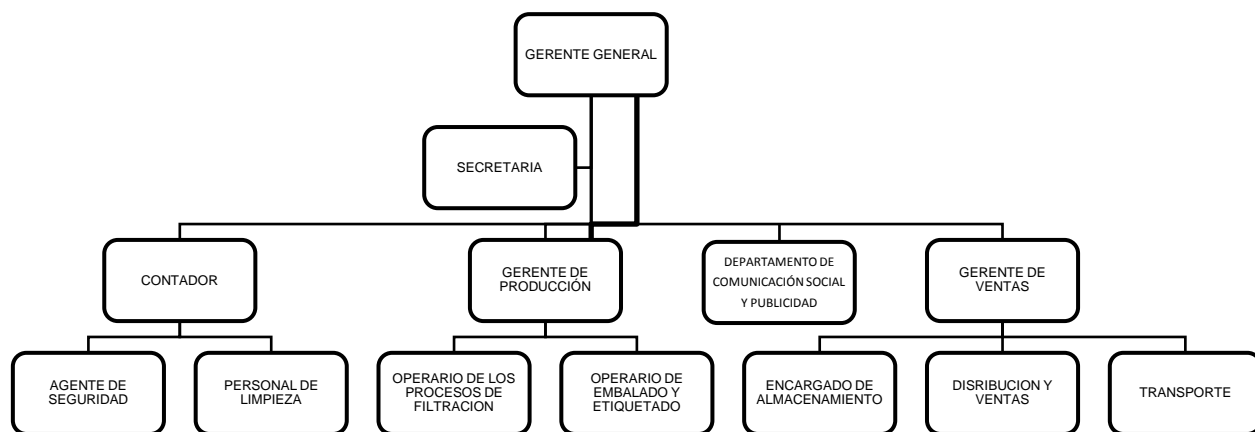 GERENTE GENERAL
SECRETARIA
CONTADOR
GERENTE DE
PRODUCCIÓN
DEPARTAMENTO DE
COMUNICACIÓN SOCIAL
Y PUBLICIDAD
GERENTE DE
VENTAS
AGENTE DE
SEGURIDAD
PERSONAL DE
LIMPIEZA
OPERARIO DE LOS
PROCESOS DE
FILTRACION
OPERARIO DE
EMBALADO Y
ETIQUETADO
ENCARGADO DE
ALMACENAMIENTO
DISRIBUCION Y
VENTAS
TRANSPORTE